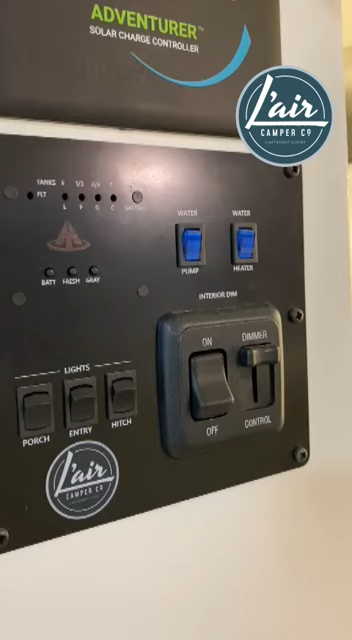 ADVENTURER™
SOLAR CHARGE CONTROLLER
L'air
CAMPER CO
TANKS E 1/3 2/3 F
FLT
L F G C
BATT FRESH GRAY
WATER
PUMP
WATER
HEATER
INTERIOR DIM
ON
OFF
DIMMER
CONTROL
LIGHTS
PORCH
ENTRY
HITCH
L'air
CAMPER CO